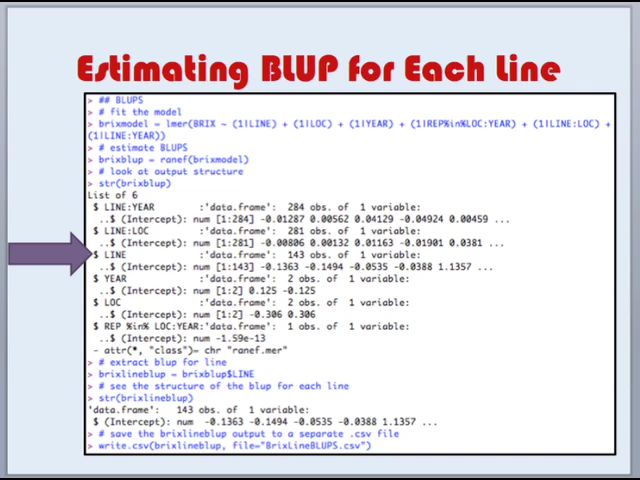 Estimating BLUP for Each Line
> ## BLUPS
> # fit the model
> brixmodel = lmer(BRIX ~ (1|LINE) + (1|LOC) + (1|YEAR) + (1|REP%in%LOC:YEAR) + (1|LINE:LOC) +
(1|LINE:YEAR))
> # estimate BLUPS
> brixblup = ranef(brixmodel)
> # look at output structure
> str(brixblup)
List of 6
$ LINE:YEAR :'data.frame': 284 obs. of 1 variable:
..$ (Intercept): num [1:284] -0.01287 0.00562 0.04129 -0.04924 0.00459 ...
$ LINE:LOC :'data.frame': 281 obs. of 1 variable:
..$ (Intercept): num [1:281] -0.00806 0.00132 0.01163 -0.01901 0.0381 ...
$ LINE :'data.frame': 143 obs. of 1 variable:
..$ (Intercept): num [1:143] -0.1363 -0.1494 -0.0535 -0.0388 1.1357 ...
$ YEAR :'data.frame': 2 obs. of 1 variable:
..$ (Intercept): num [1:2] 0.125 -0.125
$ LOC :'data.frame': 2 obs. of 1 variable:
..$ (Intercept): num [1:2] -0.306 0.306
$ REP %in% LOC:YEAR:'data.frame': 1 obs. of 1 variable:
..$ (Intercept): num -1.59e-13
- attr(*, "class")= chr "ranef.mer"
> # extract blup for line
> brixlineblup = brixblup$LINE
> # see the structure of the blup for each line
> str(brixlineblup)
'data.frame': 143 obs. of 1 variable:
$ (Intercept): num -0.1363 -0.1494 -0.0535 -0.0388 1.1357 ...
> # save the brixlineblup output to a separate .csv file
> write.csv(brixlineblup, file="BrixLineBLUPS.csv")